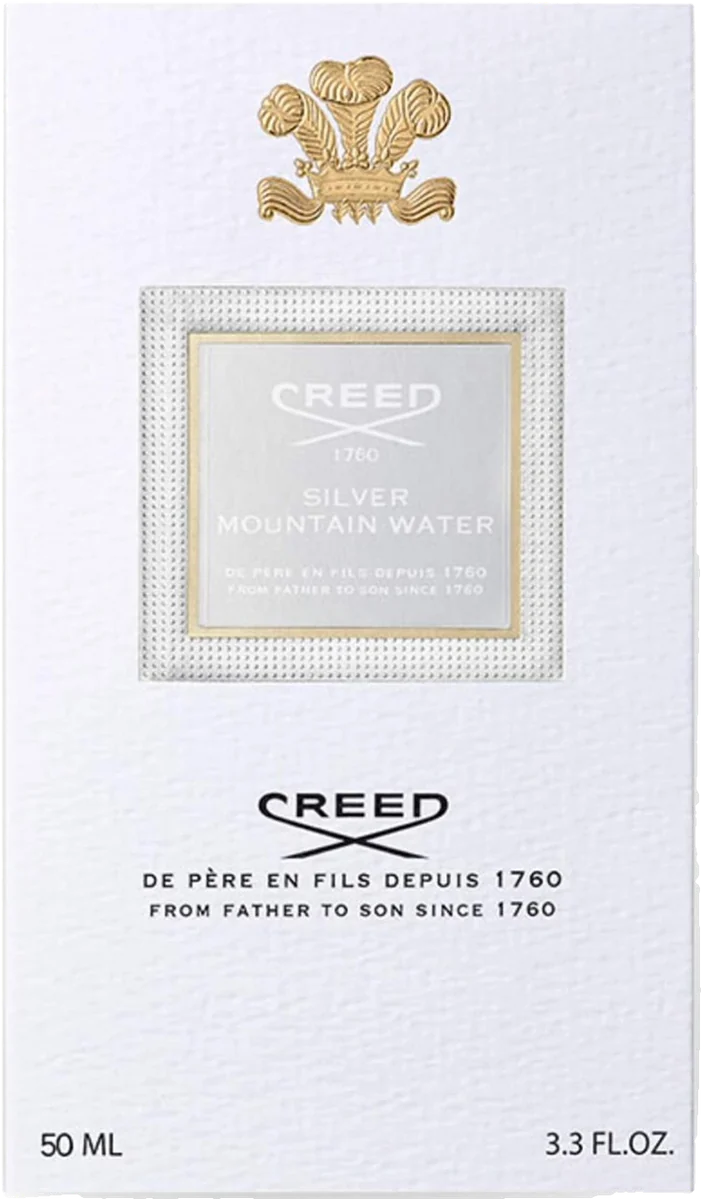 CREED
1760
SILVER
MOUNTAIN WATER
DE PERE EN FILS DEPUIS 1760
FROM FATHER TO SON SINCE 1760
CREED
DE PÈRE EN FILS DEPUIS 1760
FROM FATHER TO SON SINCE 1760
50 ML
3.3 FL.OZ.